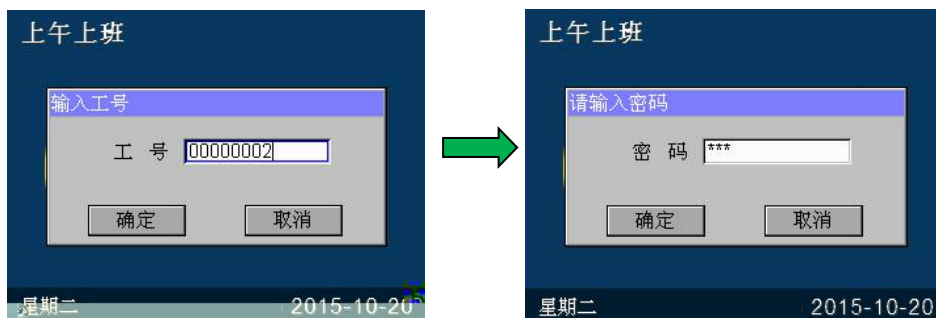 上午上班
输入工号
工 号 00000002
确定 取消
星期二 2015-10-20
上午上班
请输入密码
密 码 ***
确定 取消
星期二 2015-10-20